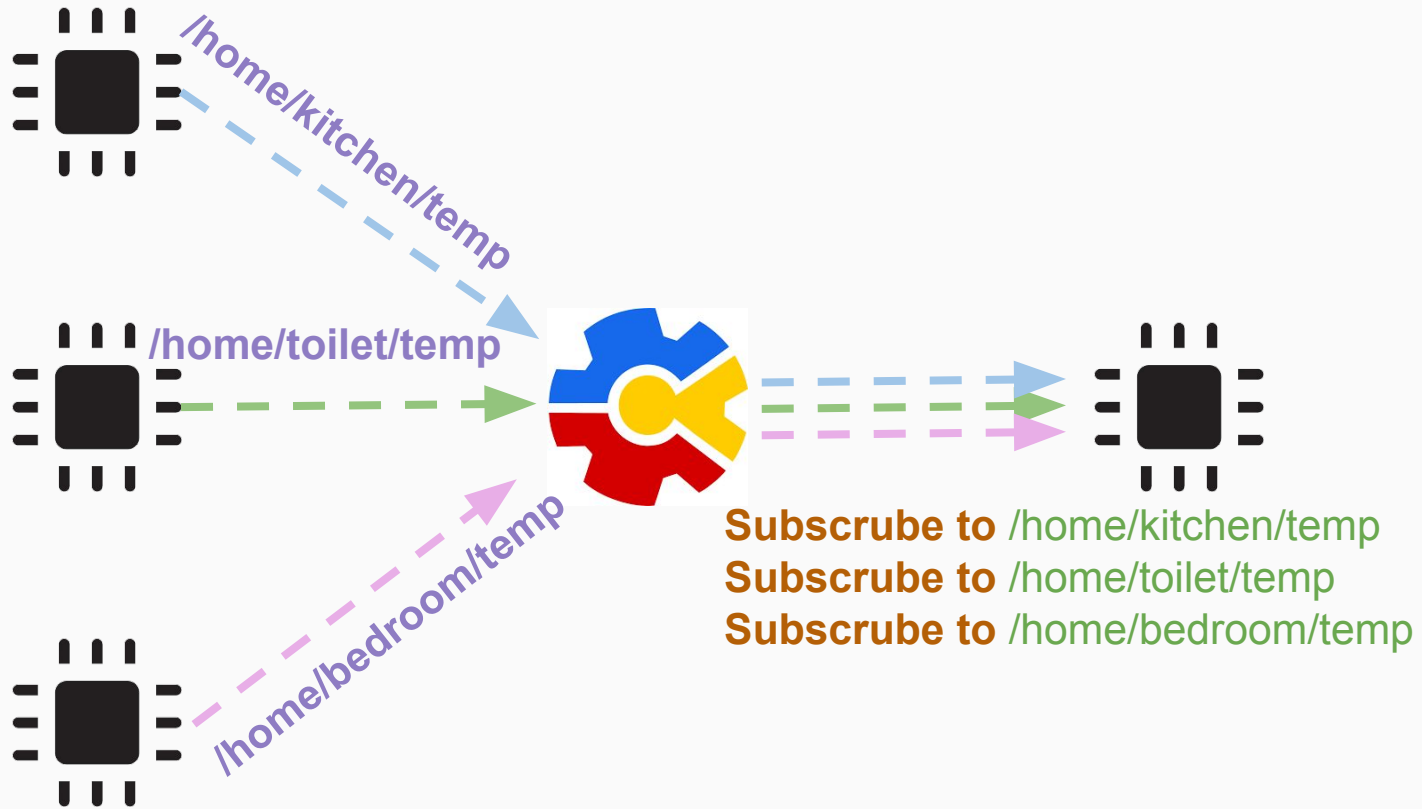 /home/kitchen/temp
/home/toilet/temp
/home/bedroom/temp
Subscrube to /home/kitchen/temp
Subscrube to /home/toilet/temp
Subscrube to /home/bedroom/temp